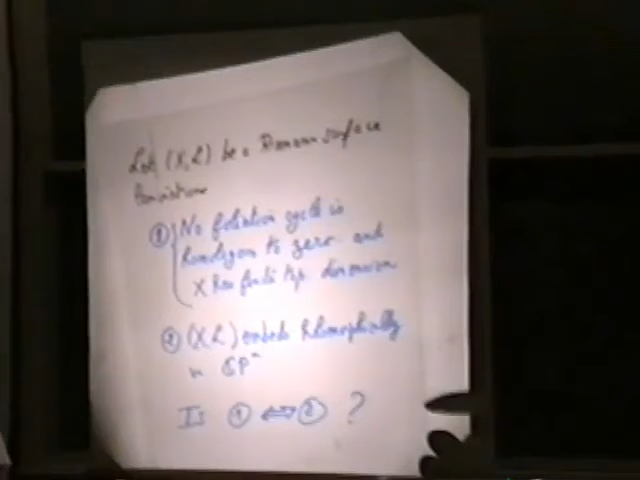 Let (X,L) be a Riemann surface
lamination
① No foliation cycle is
homologous to zero and
X has finite top. dimension
② (X L) embeds holomorphically
in CP^n
Is ① ⇔ ② ?